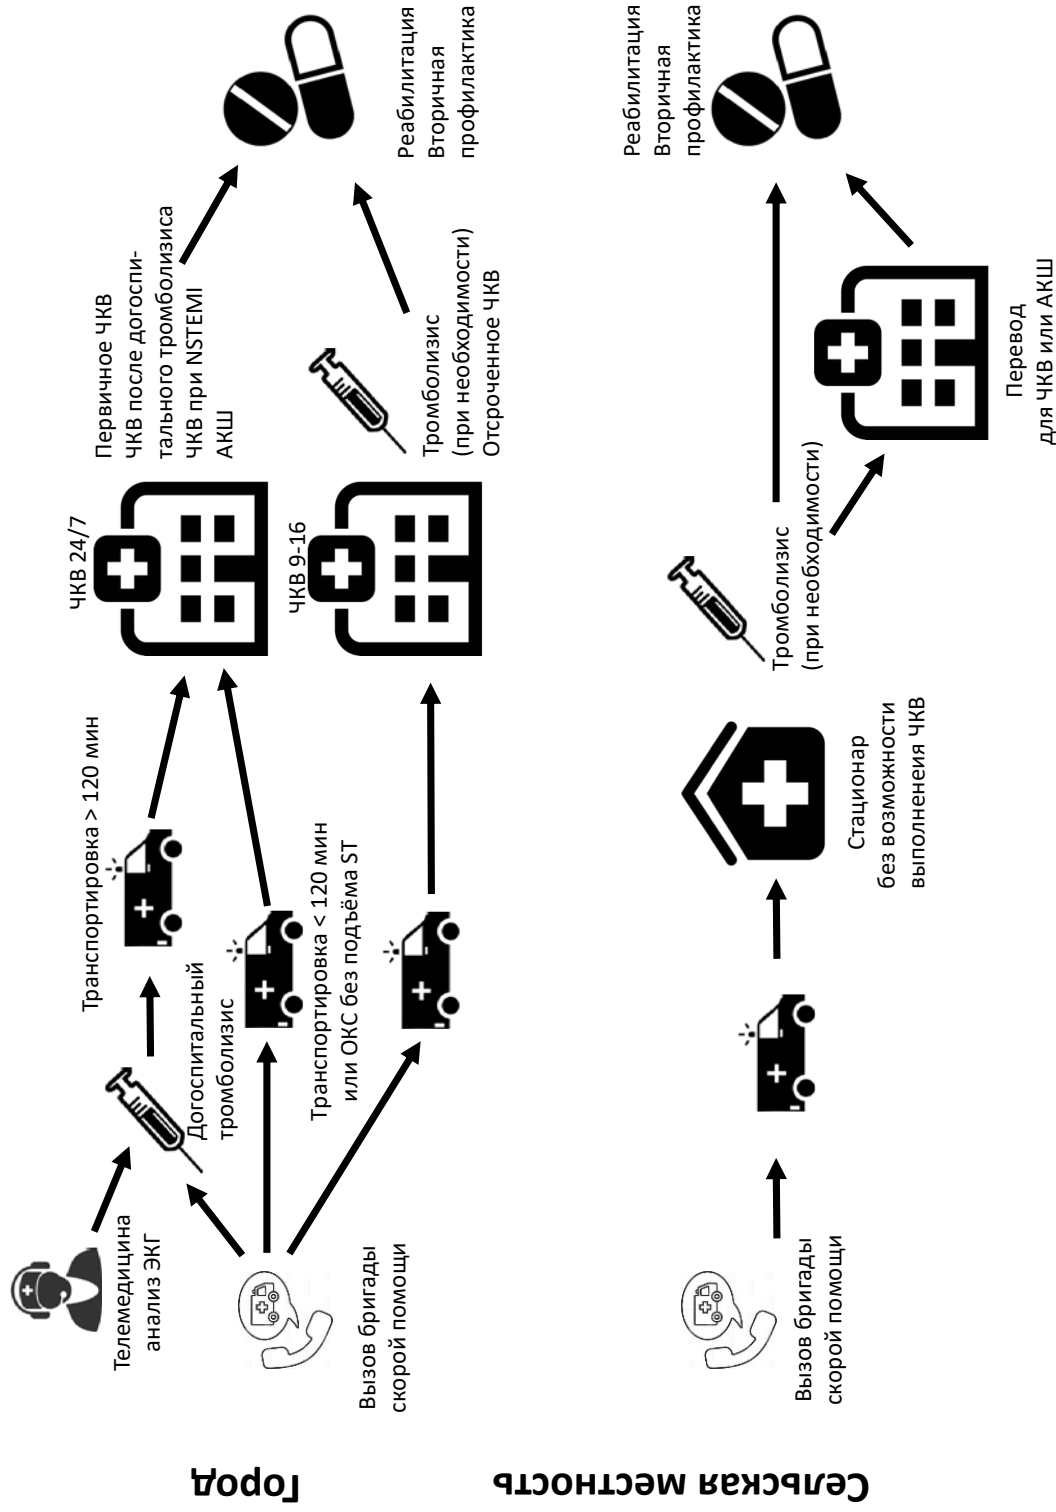 Город
Телемедицина
анализ ЭКГ
Вызов бригады
скорой помощи
Догоспитальный
тромболизис
Транспортировка > 120 мин
Транспортировка < 120 мин
или ОКС без подъёма ST
ЧКВ 24/7
ЧКВ 9-16
Первичное ЧКВ
ЧКВ после догоспи-
тального тромболизиса
ЧКВ при NSTEMI
АКШ
Тромболизис
(при необходимости)
Отсроченное ЧКВ
Реабилитация
Вторичная
профилактика
Сельская местность
Вызов бригады
скорой помощи
Стационар
без возможности
выполненеия ЧКВ
Тромболизис
(при необходимости)
Перевод
для ЧКВ или АКШ
Реабилитация
Вторичная
профилактика